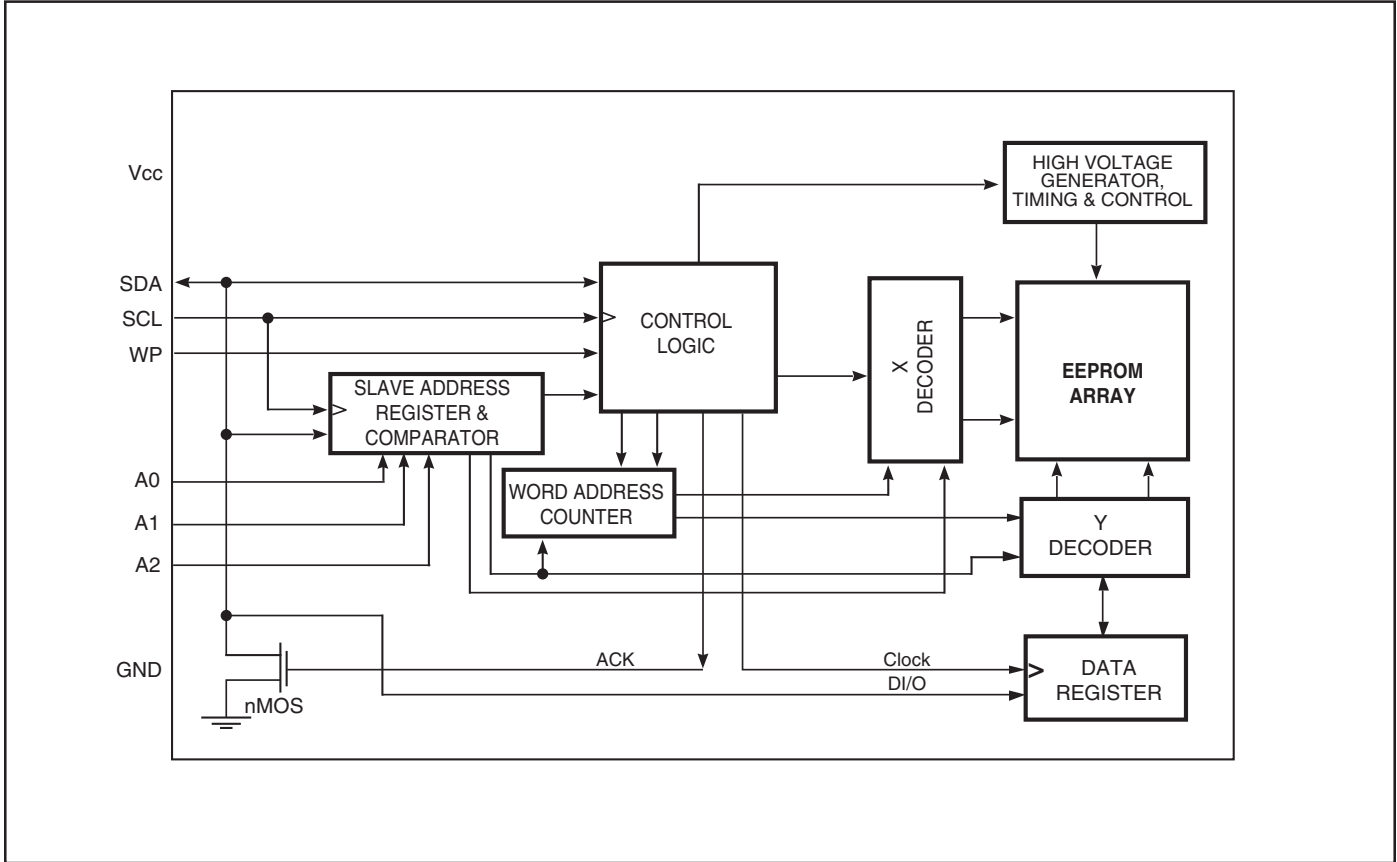 Vcc
HIGH VOLTAGE
GENERATOR,
TIMING & CONTROL
SDA
SCL
WP
CONTROL
LOGIC
X
DECODER
EEPROM
ARRAY
SLAVE ADDRESS
REGISTER &
COMPARATOR
A0
A1
A2
WORD ADDRESS
COUNTER
Y
DECODER
GND
nMOS
ACK
Clock
DI/O
DATA
REGISTER